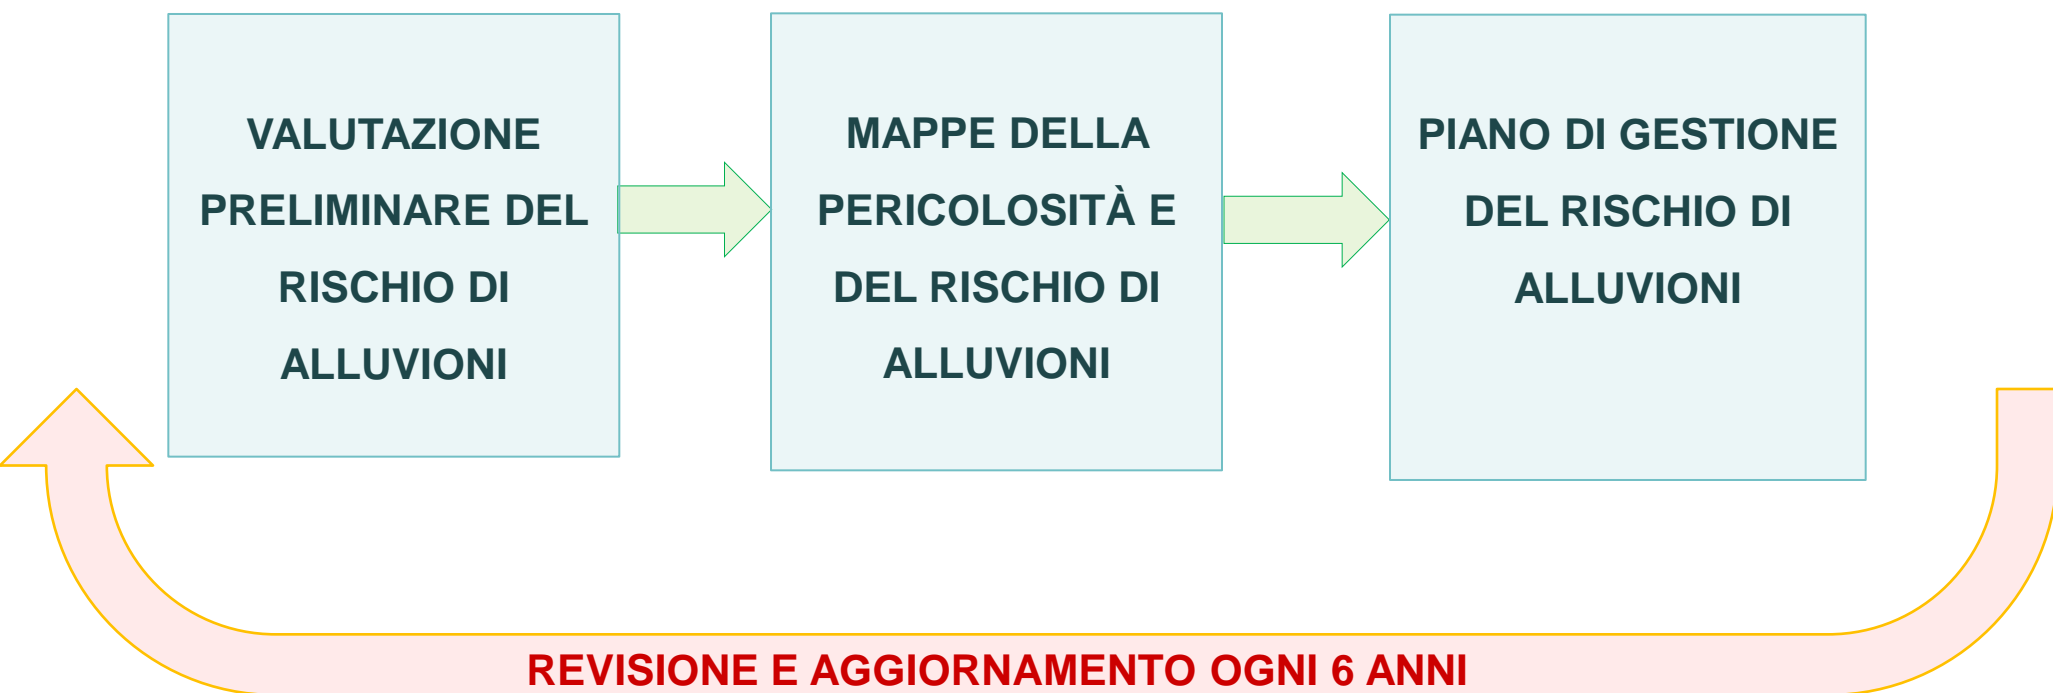 VALUTAZIONE
PRELIMINARE DEL
RISCHIO DI
ALLUVIONI
MAPPE DELLA
PERICOLOSITÀ E
DEL RISCHIO DI
ALLUVIONI
PIANO DI GESTIONE
DEL RISCHIO DI
ALLUVIONI
REVISIONE E AGGIORNAMENTO OGNI 6 ANNI